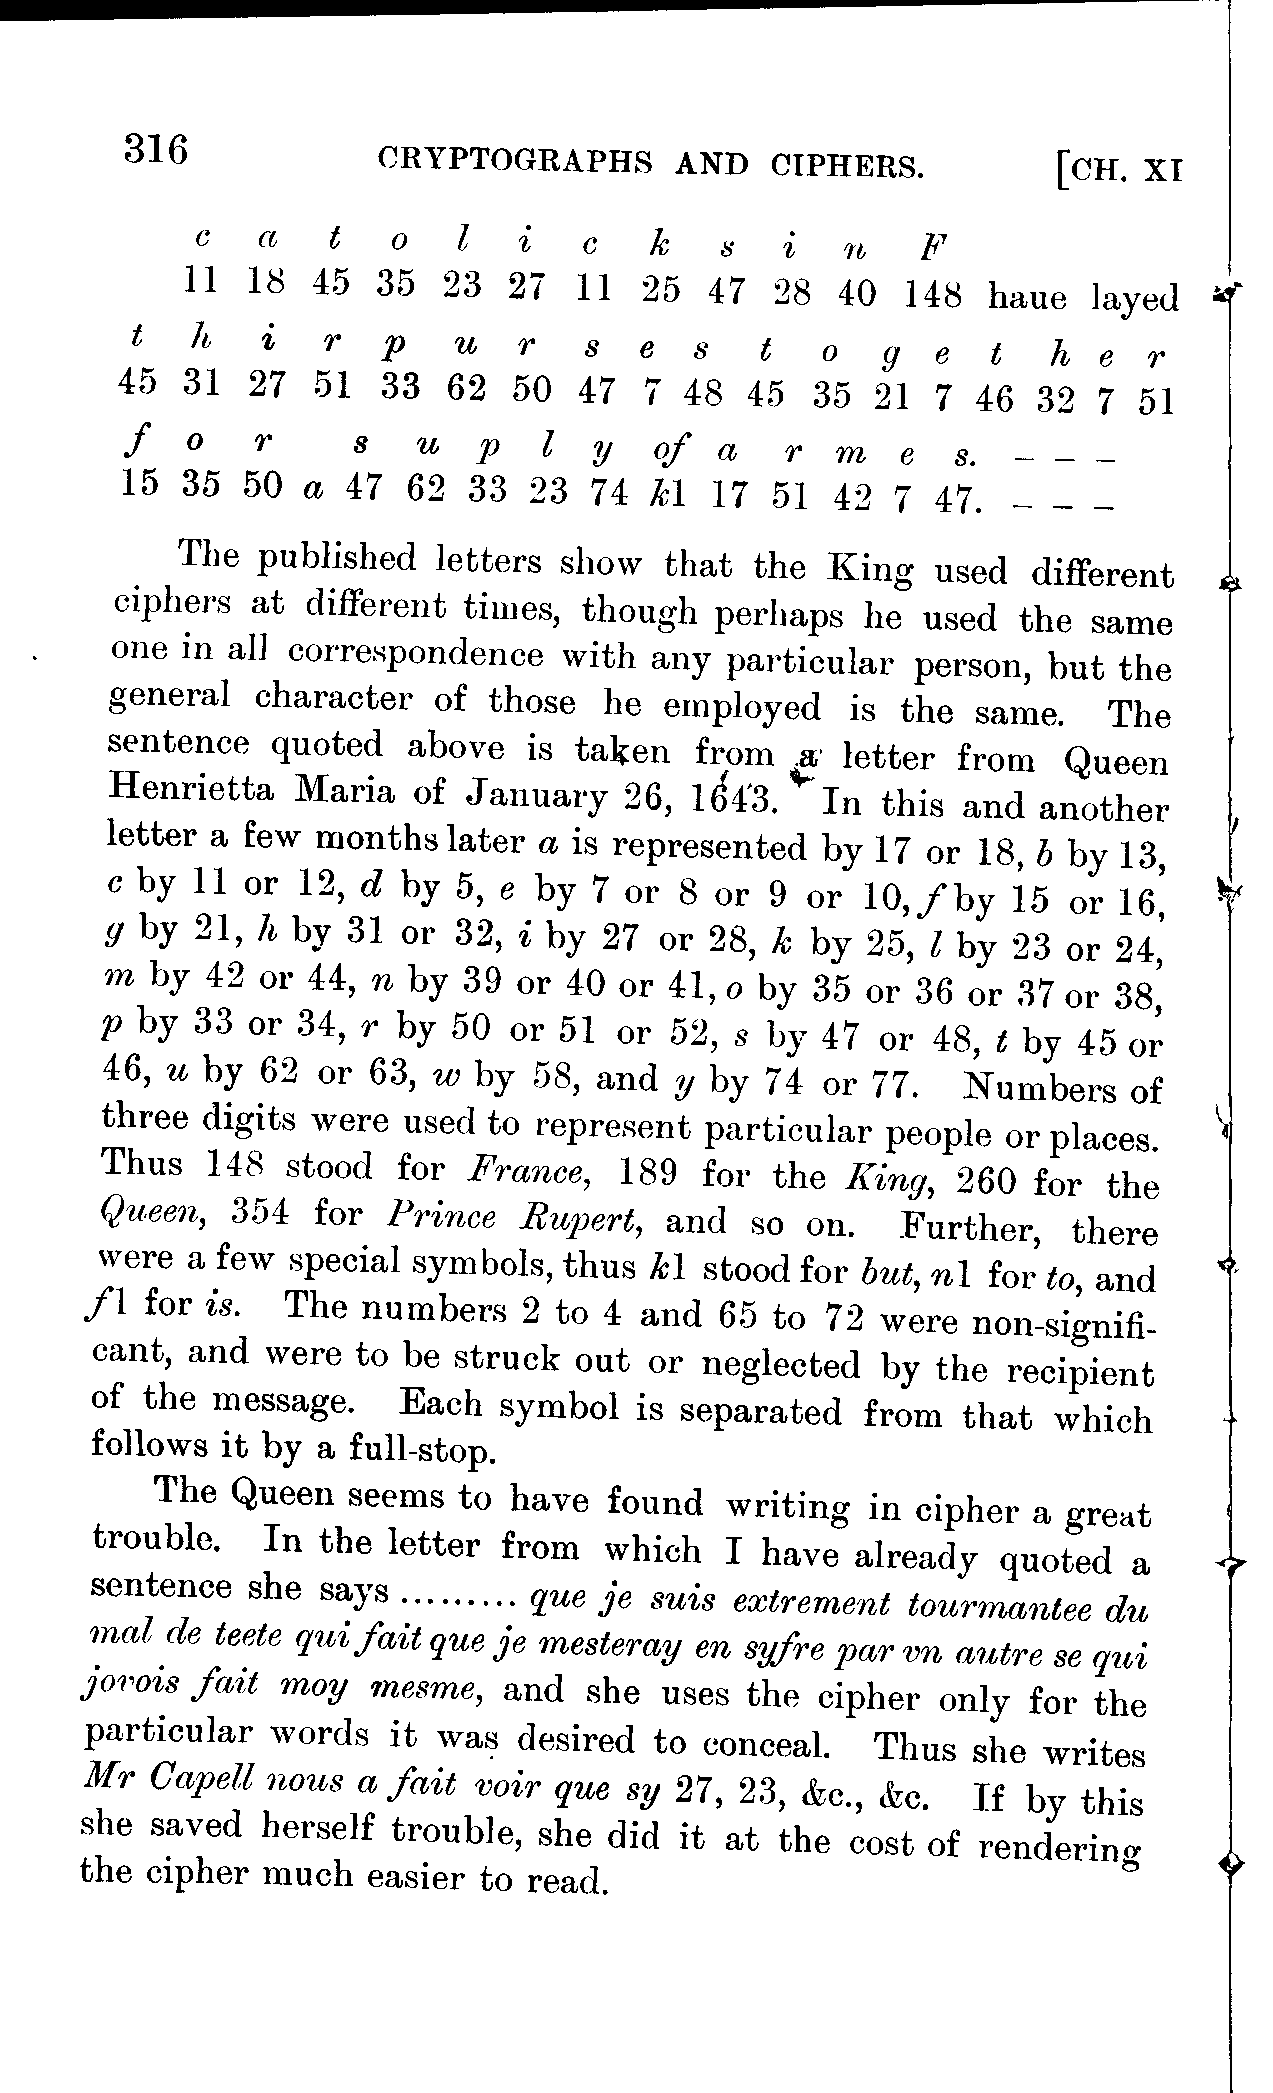 316 CRYPTOGRAPHS AND CIPHERS. [CH. XI
c a t o l i c k s i n F
11 18 45 35 23 27 11 25 47 28 40 148 haue layed
t h i r p u r s e s t o g e t h e r
45 31 27 51 33 62 50 47 7 48 45 35 21 7 46 32 7 51
f o r s u p l y of a r m e s. – – –
15 35 50 a 47 62 33 23 74 k1 17 51 42 7 47. – – –
The published letters show that the King used different
ciphers at different times, though perhaps he used the same
one in all correspondence with any particular person, but the
general character of those he employed is the same. The
sentence quoted above is taken from a letter from Queen
Henrietta Maria of January 26, 1643. In this and another
letter a few months later a is represented by 17 or 18, b by 13,
c by 11 or 12, d by 5, e by 7 or 8 or 9 or 10, f by 15 or 16,
g by 21, h by 31 or 32, i by 27 or 28, k by 25, l by 23 or 24,
m by 42 or 44, n by 39 or 40 or 41, o by 35 or 36 or 37 or 38,
p by 33 or 34, r by 50 or 51 or 52, s by 47 or 48, t by 45 or
46, u by 62 or 63, w by 58, and y by 74 or 77. Numbers of
three digits were used to represent particular people or places.
Thus 148 stood for France, 189 for the King, 260 for the
Queen, 354 for Prince Rupert, and so on. Further, there
were a few special symbols, thus k1 stood for but, n1 for to, and
f1 for is. The numbers 2 to 4 and 65 to 72 were non-signifi-
cant, and were to be struck out or neglected by the recipient
of the message. Each symbol is separated from that which
follows it by a full-stop.
The Queen seems to have found writing in cipher a great
trouble. In the letter from which I have already quoted a
sentence she says ......... que je suis extrement tourmantee du
mal de teete qui fait que je mesteray en syfre par vn autre se qui
jovois fait moy mesme, and she uses the cipher only for the
particular words it was desired to conceal. Thus she writes
Mr Capell nous a fait voir que sy 27, 23, &c., &c. If by this
she saved herself trouble, she did it at the cost of rendering
the cipher much easier to read.